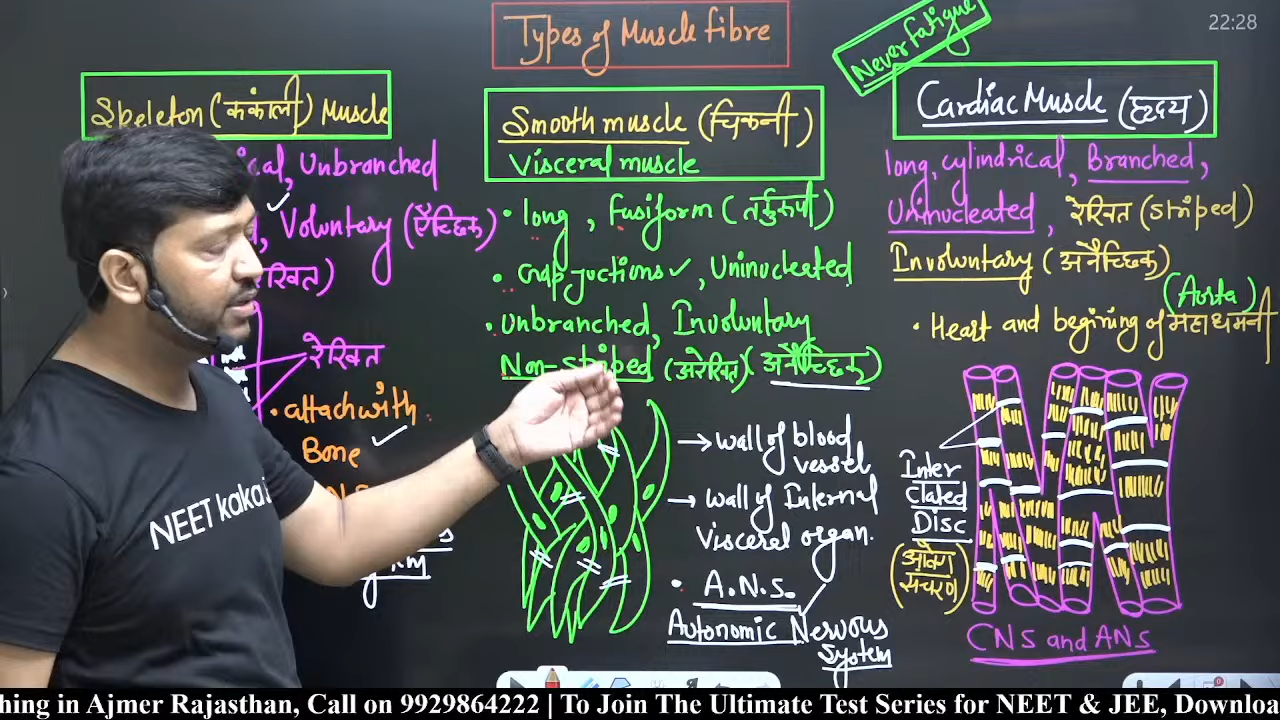 Types of Muscle fibre
Never fatigue
22:28
Skeleton (कंकाली) Muscle
ical, Unbranched
Voluntary (ऐच्छिक)
रेखित)
रेखित
• attach with
Bone
Smooth muscle (चिकनी)
Visceral muscle
• long, Fusiform (तर्कुरूपी)
• Gap juctions ✓, Uninucleated
• Unbranched, Involuntary
Non-striped (अरेखित) (अनैच्छिक)
→ wall of blood
vessel
→ wall of Internal
visceral organ.
• A.N.S.
Autonomic Nervous
System
Cardiac Muscle (हृदय)
long, cylindrical, Branched,
Uninucleated, रेखित (striped)
Involuntary (अनैच्छिक)
(Aorta)
• Heart and begining of महाधमनी
Inter
clated
Disc
CNS and ANS
NEET kaka J
hing in Ajmer Rajasthan, Call on 9929864222 | To Join The Ultimate Test Series for NEET & JEE, Downloa